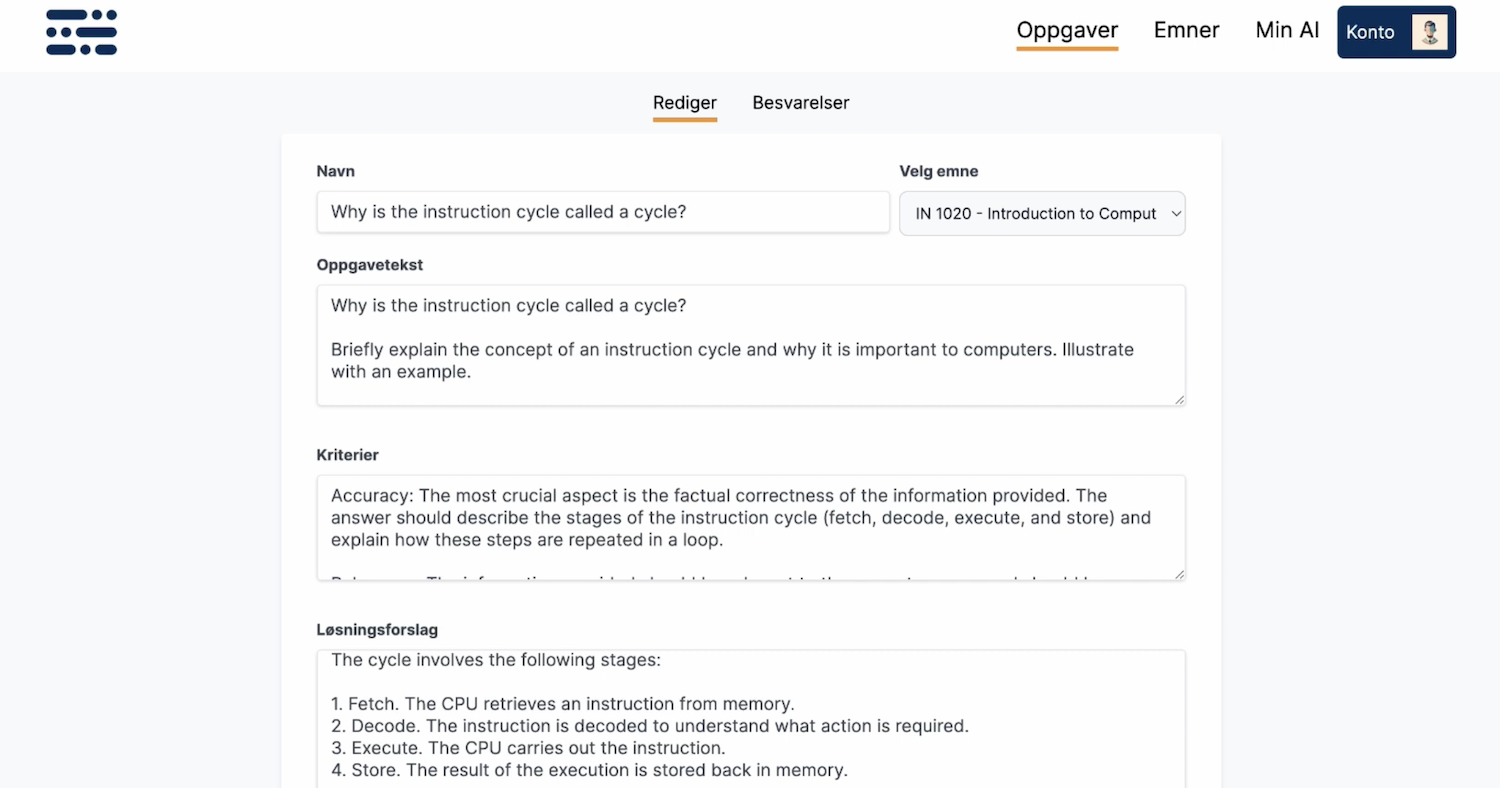 Oppgaver Emner Min AI Konto
Rediger Besvarelser
Navn
Why is the instruction cycle called a cycle?
Velg emne
IN 1020 - Introduction to Comput
Oppgavetekst
Why is the instruction cycle called a cycle?
Briefly explain the concept of an instruction cycle and why it is important to computers. Illustrate
with an example.
Kriterier
Accuracy: The most crucial aspect is the factual correctness of the information provided. The
answer should describe the stages of the instruction cycle (fetch, decode, execute, and store) and
explain how these steps are repeated in a loop.
Løsningsforslag
The cycle involves the following stages:
1. Fetch. The CPU retrieves an instruction from memory.
2. Decode. The instruction is decoded to understand what action is required.
3. Execute. The CPU carries out the instruction.
4. Store. The result of the execution is stored back in memory.